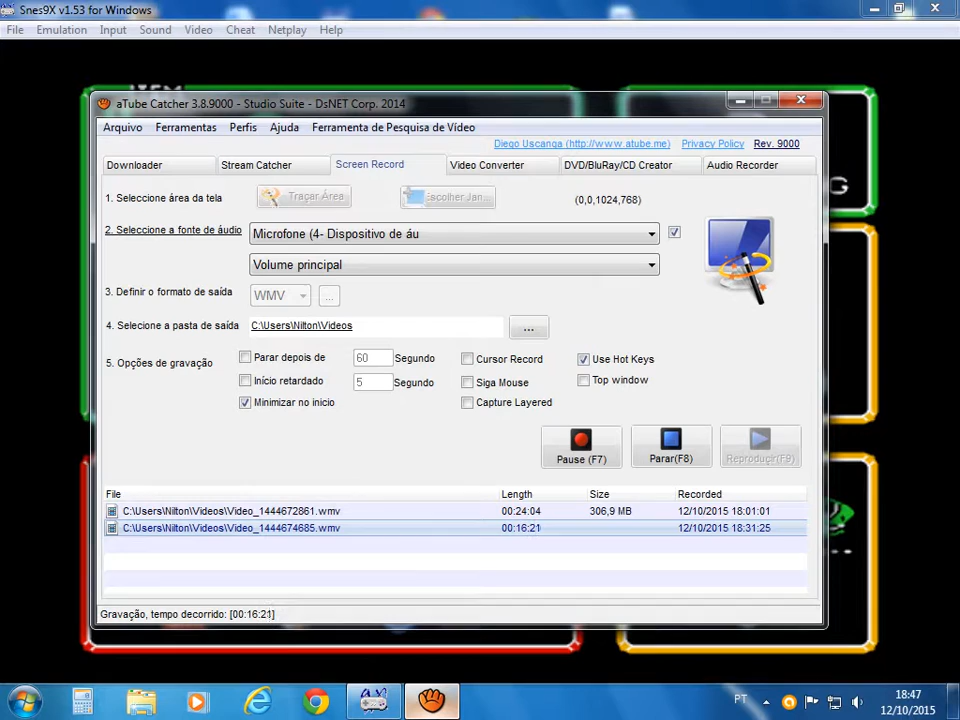 Snes9X v1.53 for Windows
File Emulation Input Sound Video Cheat Netplay Help
ITEM
aTube Catcher 3.8.9000 - Studio Suite - DsNET Corp. 2014
Arquivo Ferramentas Perfis Ajuda Ferramenta de Pesquisa de Vídeo
Diego Uscanga (http://www.atube.me) Privacy Policy Rev. 9000
Downloader Stream Catcher Screen Record Video Converter DVD/BluRay/CD Creator Audio Recorder
1. Seleccione área da tela Traçar Área Escolher Jan... (0,0,1024,768)
G
2. Seleccione a fonte de áudio Microfone (4- Dispositivo de áu
Volume principal
3. Definir o formato de saída WMV ...
4. Selecione a pasta de saída C:\Users\Nilton\Videos ...
5. Opções de gravação Parar depois de 60 Segundo Cursor Record Use Hot Keys
Início retardado 5 Segundo Siga Mouse Top window
Minimizar no inicio Capture Layered
Pause (F7) Parar(F8) Reproducir(F9)
File Length Size Recorded
C:\Users\Nilton\Videos\Video_1444672861.wmv 00:24:04 306,9 MB 12/10/2015 18:01:01
C:\Users\Nilton\Videos\Video_1444674685.wmv 00:16:21 12/10/2015 18:31:25
Gravação, tempo decorrido: [00:16:21]
PT 18:47
12/10/2015